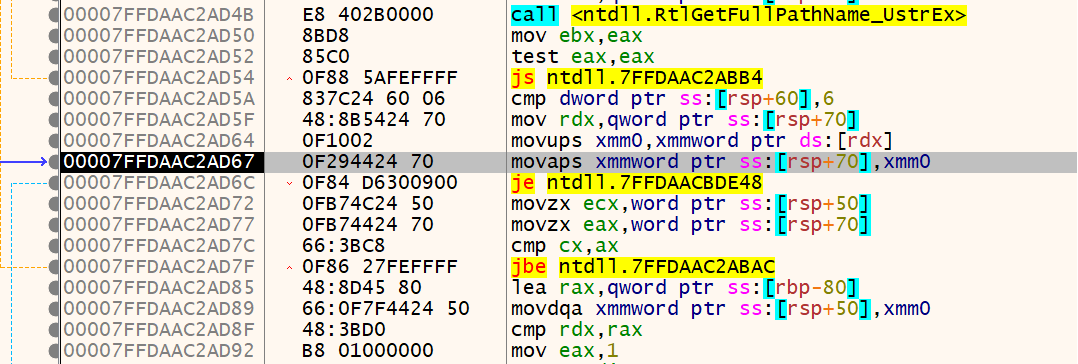 00007FFDAAC2AD4B E8 402B0000 call <ntdll.RtlGetFullPathName_UstrEx>
00007FFDAAC2AD50 8BD8 mov ebx,eax
00007FFDAAC2AD52 85C0 test eax,eax
00007FFDAAC2AD54 0F88 5AFEFFFF js ntdll.7FFDAAC2ABB4
00007FFDAAC2AD5A 837C24 60 06 cmp dword ptr ss:[rsp+60],6
00007FFDAAC2AD5F 48:8B5424 70 mov rdx,qword ptr ss:[rsp+70]
00007FFDAAC2AD64 0F1002 movups xmm0,xmmword ptr ds:[rdx]
00007FFDAAC2AD67 0F294424 70 movaps xmmword ptr ss:[rsp+70],xmm0
00007FFDAAC2AD6C 0F84 D6300900 je ntdll.7FFDAACBDE48
00007FFDAAC2AD72 0FB74C24 50 movzx ecx,word ptr ss:[rsp+50]
00007FFDAAC2AD77 0FB74424 70 movzx eax,word ptr ss:[rsp+70]
00007FFDAAC2AD7C 66:3BC8 cmp cx,ax
00007FFDAAC2AD7F 0F86 27FEFFFF jbe ntdll.7FFDAAC2ABAC
00007FFDAAC2AD85 48:8D45 80 lea rax,qword ptr ss:[rbp-80]
00007FFDAAC2AD89 66:0F7F4424 50 movdqa xmmword ptr ss:[rsp+50],xmm0
00007FFDAAC2AD8F 48:3BD0 cmp rdx,rax
00007FFDAAC2AD92 B8 01000000 mov eax,1